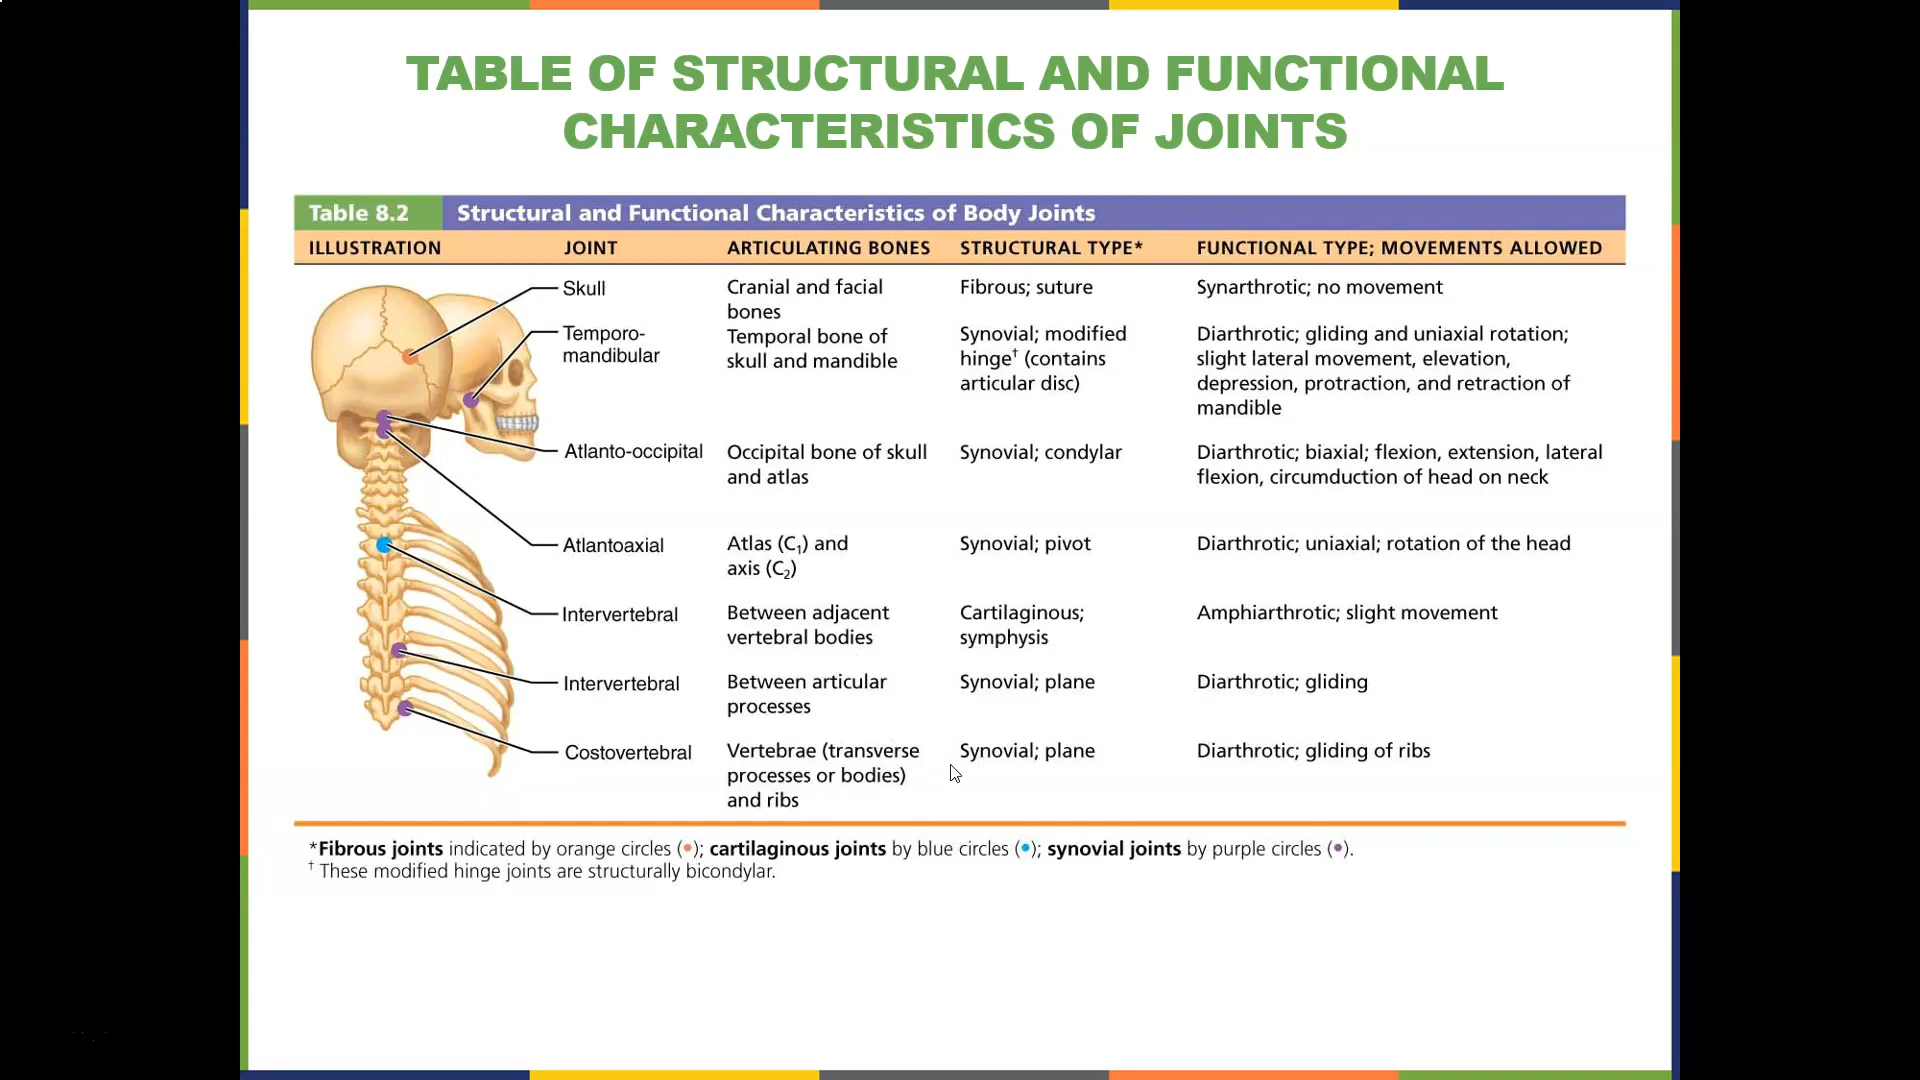 TABLE OF STRUCTURAL AND FUNCTIONAL
CHARACTERISTICS OF JOINTS
Table 8.2 Structural and Functional Characteristics of Body Joints
ILLUSTRATION JOINT ARTICULATING BONES STRUCTURAL TYPE* FUNCTIONAL TYPE; MOVEMENTS ALLOWED
Skull
Cranial and facial
bones
Fibrous; suture
Synarthrotic; no movement
Temporo-
mandibular
Temporal bone of
skull and mandible
Synovial; modified
hinge† (contains
articular disc)
Diarthrotic; gliding and uniaxial rotation;
slight lateral movement, elevation,
depression, protraction, and retraction of
mandible
Atlanto-occipital
Occipital bone of skull
and atlas
Synovial; condylar
Diarthrotic; biaxial; flexion, extension, lateral
flexion, circumduction of head on neck
Atlantoaxial
Atlas (C₁) and
axis (C₂)
Synovial; pivot
Diarthrotic; uniaxial; rotation of the head
Intervertebral
Between adjacent
vertebral bodies
Cartilaginous;
symphysis
Amphiarthrotic; slight movement
Intervertebral
Between articular
processes
Synovial; plane
Diarthrotic; gliding
Costovertebral
Vertebrae (transverse
processes or bodies)
and ribs
Synovial; plane
Diarthrotic; gliding of ribs
*Fibrous joints indicated by orange circles (●); cartilaginous joints by blue circles (●); synovial joints by purple circles (●).
† These modified hinge joints are structurally bicondylar.